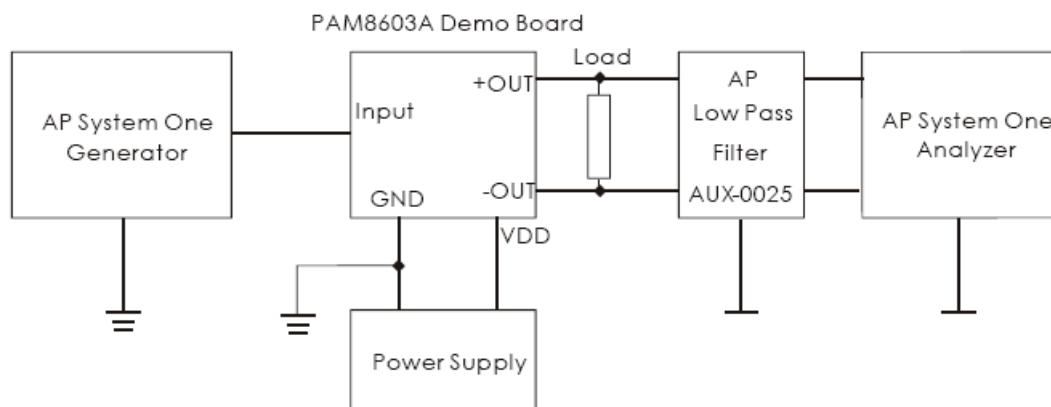 PAM8603A Demo Board
AP System One
Generator
Input
+OUT
-OUT
GND
VDD
Load
AP
Low Pass
Filter
AUX-0025
AP System One
Analyzer
Power Supply